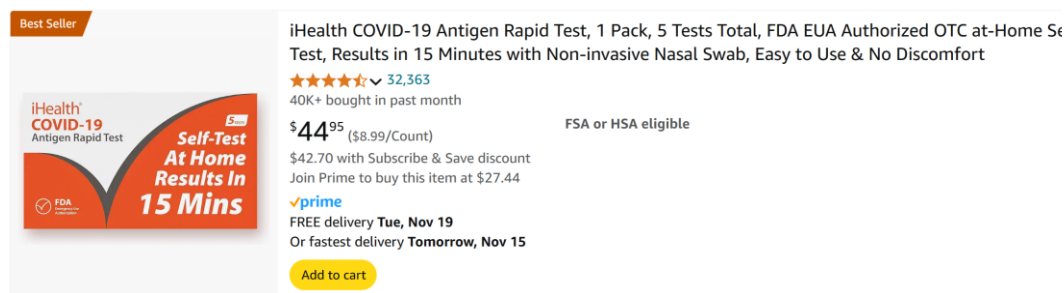 Best Seller
iHealth COVID-19 Antigen Rapid Test, 1 Pack, 5 Tests Total, FDA EUA Authorized OTC at-Home Se
Test, Results in 15 Minutes with Non-invasive Nasal Swab, Easy to Use & No Discomfort
32,363
40K+ bought in past month
$44.95 ($8.99/Count)
FSA or HSA eligible
$42.70 with Subscribe & Save discount
Join Prime to buy this item at $27.44
prime
FREE delivery Tue, Nov 19
Or fastest delivery Tomorrow, Nov 15
Add to cart
iHealth®
COVID-19
Antigen Rapid Test
5
Self-Test
At Home
Results In
15 Mins
FDA